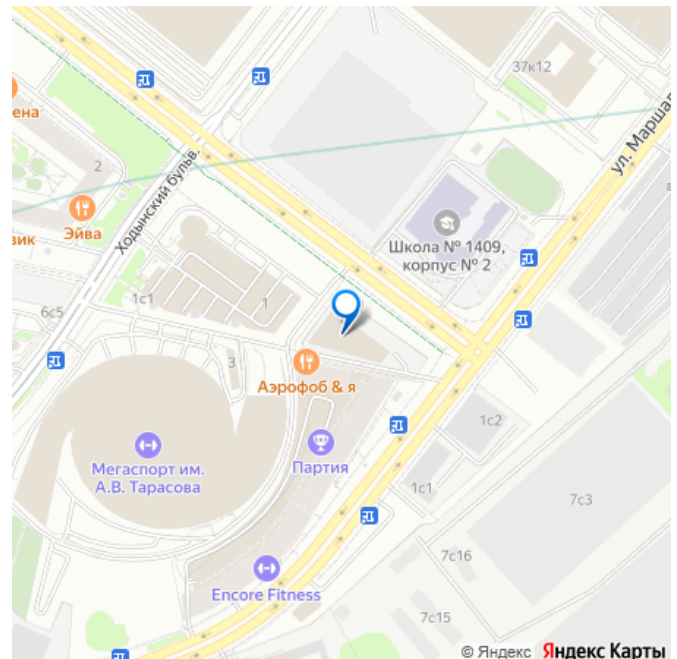 37к12
ул. Маршал
ена
2
Ходынский бульв.
Эйва
вик
Школа № 1409,
корпус № 2
1с1
1
6с5
3
Аэрофоб & я
1с2
Партия
Мегаспорт им.
А.В. Тарасова
1с1
7с3
7с16
Encore Fitness
7с15
© Яндекс Яндекс Карты